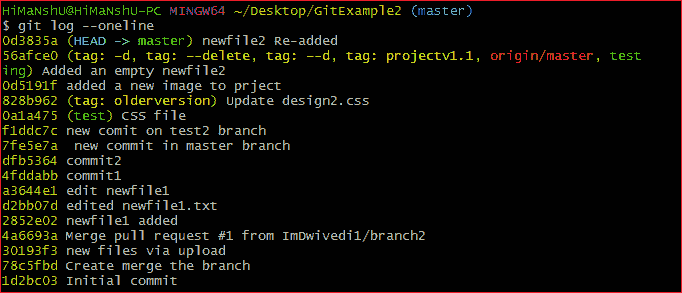 HiMaNshU@HiMaNshU-PC MINGW64 ~/Desktop/GitExample2 (master)
$ git log --oneline
0d3835a (HEAD -> master) newfile2 Re-added
56afce0 (tag: -d, tag: --delete, tag: --d, tag: projectv1.1, origin/master, test
ing) Added an empty newfile2
0d5191f added a new image to prject
828b962 (tag: olderversion) Update design2.css
0a1a475 (test) CSS file
f1ddc7c new comit on test2 branch
7fe5e7a  new commit in master branch
dfb5364 commit2
4fddabb commit1
a3644e1 edit newfile1
d2bb07d edited newfile1.txt
2852e02 newfile1 added
4a6693a Merge pull request #1 from ImDwivedi1/branch2
30193f3 new files via upload
78c5fbd Create merge the branch
1d2bc03 Initial commit